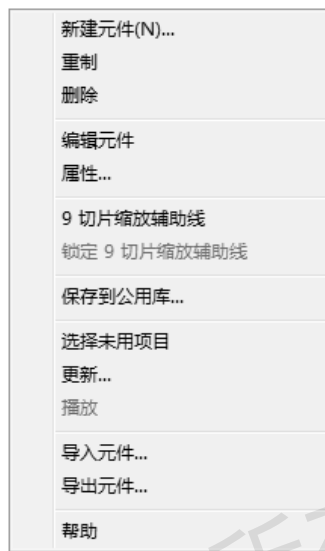 新建元件(N)...
重制
删除
编辑元件
属性...
9 切片缩放辅助线
锁定 9 切片缩放辅助线
保存到公用库...
选择未用项目
更新...
播放
导入元件...
导出元件...
帮助